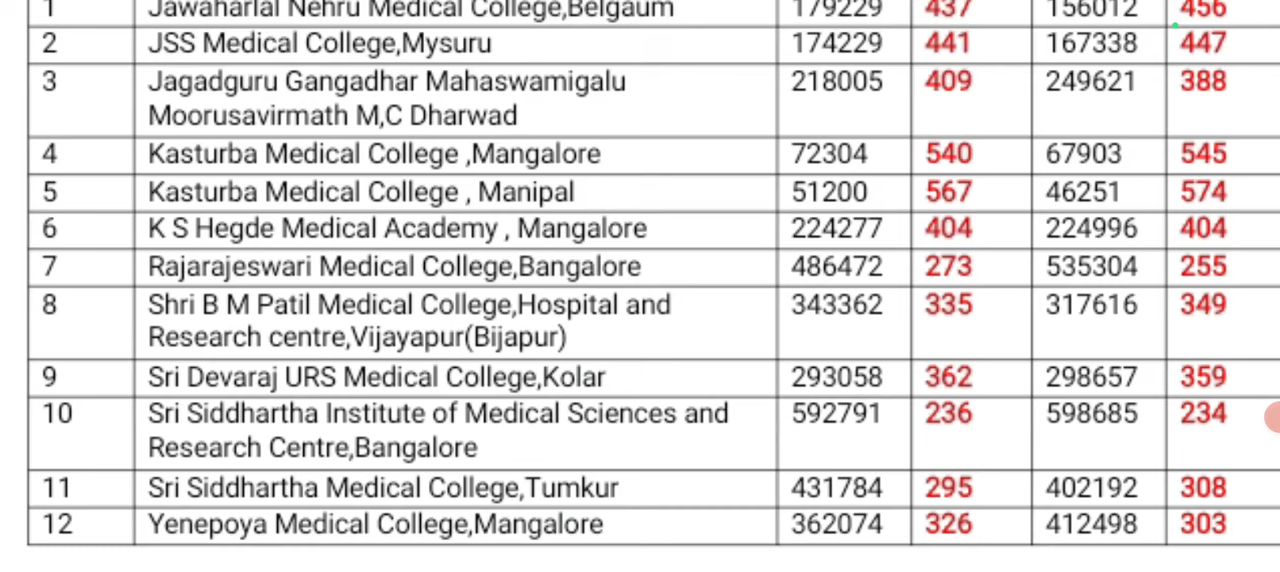 1 Jawaharlal Nehru Medical College,Belgaum 179229 437 156012 456
2 JSS Medical College,Mysuru 174229 441 167338 447
3 Jagadguru Gangadhar Mahaswamigalu 218005 409 249621 388
Moorusavirmath M,C Dharwad
4 Kasturba Medical College ,Mangalore 72304 540 67903 545
5 Kasturba Medical College , Manipal 51200 567 46251 574
6 K S Hegde Medical Academy , Mangalore 224277 404 224996 404
7 Rajarajeswari Medical College,Bangalore 486472 273 535304 255
8 Shri B M Patil Medical College,Hospital and 343362 335 317616 349
Research centre,Vijayapur(Bijapur)
9 Sri Devaraj URS Medical College,Kolar 293058 362 298657 359
10 Sri Siddhartha Institute of Medical Sciences and 592791 236 598685 234
Research Centre,Bangalore
11 Sri Siddhartha Medical College,Tumkur 431784 295 402192 308
12 Yenepoya Medical College,Mangalore 362074 326 412498 303